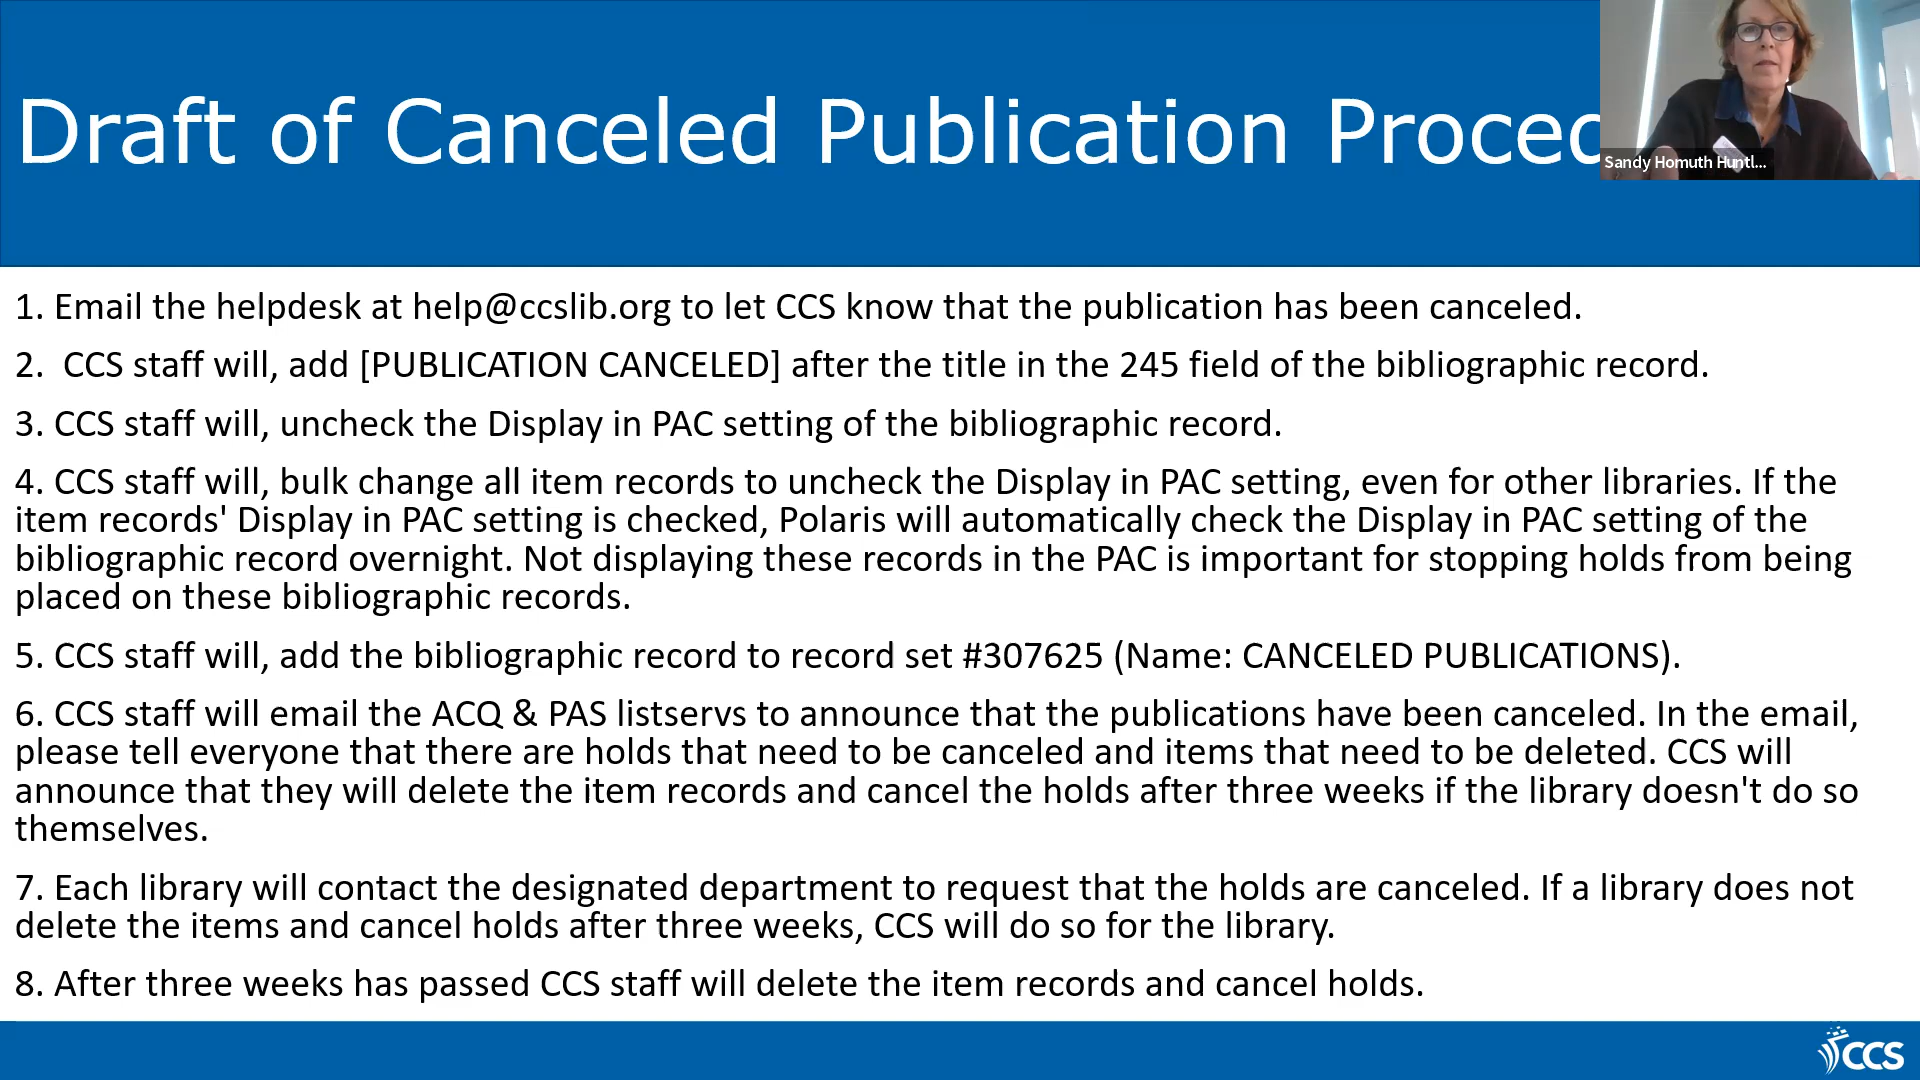 Draft of Canceled Publication Proced
Sandy Homuth Huntl...
1. Email the helpdesk at help@ccslib.org to let CCS know that the publication has been canceled.
2.  CCS staff will, add [PUBLICATION CANCELED] after the title in the 245 field of the bibliographic record.
3. CCS staff will, uncheck the Display in PAC setting of the bibliographic record.
4. CCS staff will, bulk change all item records to uncheck the Display in PAC setting, even for other libraries. If the
item records' Display in PAC setting is checked, Polaris will automatically check the Display in PAC setting of the
bibliographic record overnight. Not displaying these records in the PAC is important for stopping holds from being
placed on these bibliographic records.
5. CCS staff will, add the bibliographic record to record set #307625 (Name: CANCELED PUBLICATIONS).
6. CCS staff will email the ACQ & PAS listservs to announce that the publications have been canceled. In the email,
please tell everyone that there are holds that need to be canceled and items that need to be deleted. CCS will
announce that they will delete the item records and cancel the holds after three weeks if the library doesn't do so
themselves.
7. Each library will contact the designated department to request that the holds are canceled. If a library does not
delete the items and cancel holds after three weeks, CCS will do so for the library.
8. After three weeks has passed CCS staff will delete the item records and cancel holds.
CCS